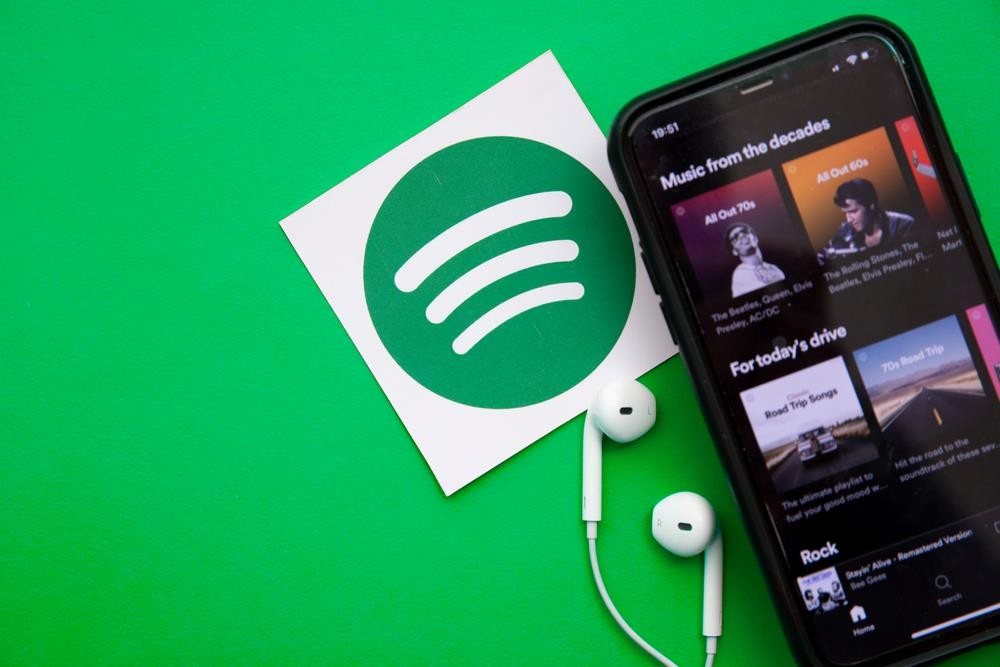 19:51
Music from the decades
All Out 70s
All Out 60s
The Beatles, Queen, Elvis
Presley, AC/DC
The Rolling Stones, The
Beatles, Elvis Presley, Fl...
Nat
Mart
For today's drive
Classic
Road Trip Songs
70s Road Trip
The ultimate playlist to
fuel your good mood w...
Hit the road to the
soundtrack of these sev...
Rock
Stayin' Alive - Remastered Version
Bee Gees
Home
Search
L
R